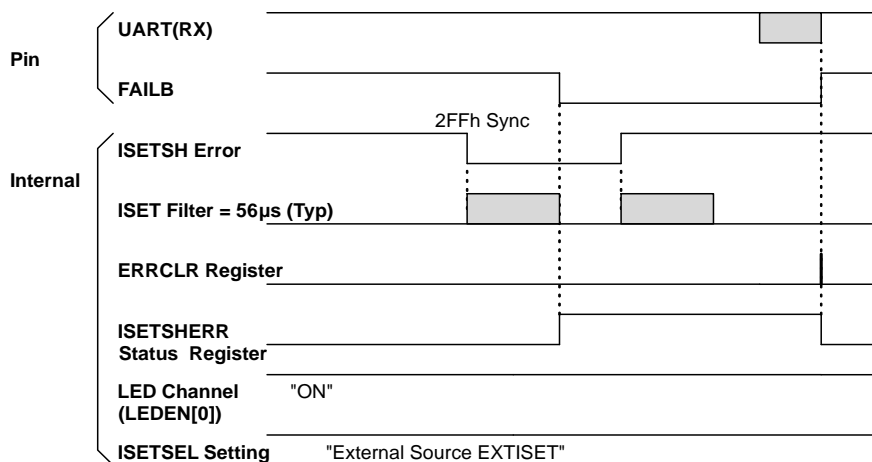 Pin
UART(RX)
FAILB
2FFh Sync
Internal
ISETSH Error
ISET Filter = 56µs (Typ)
ERRCLR Register
ISETSHERR
Status Register
LED Channel "ON"
(LEDEN[0])
ISETSEL Setting "External Source EXTISET"